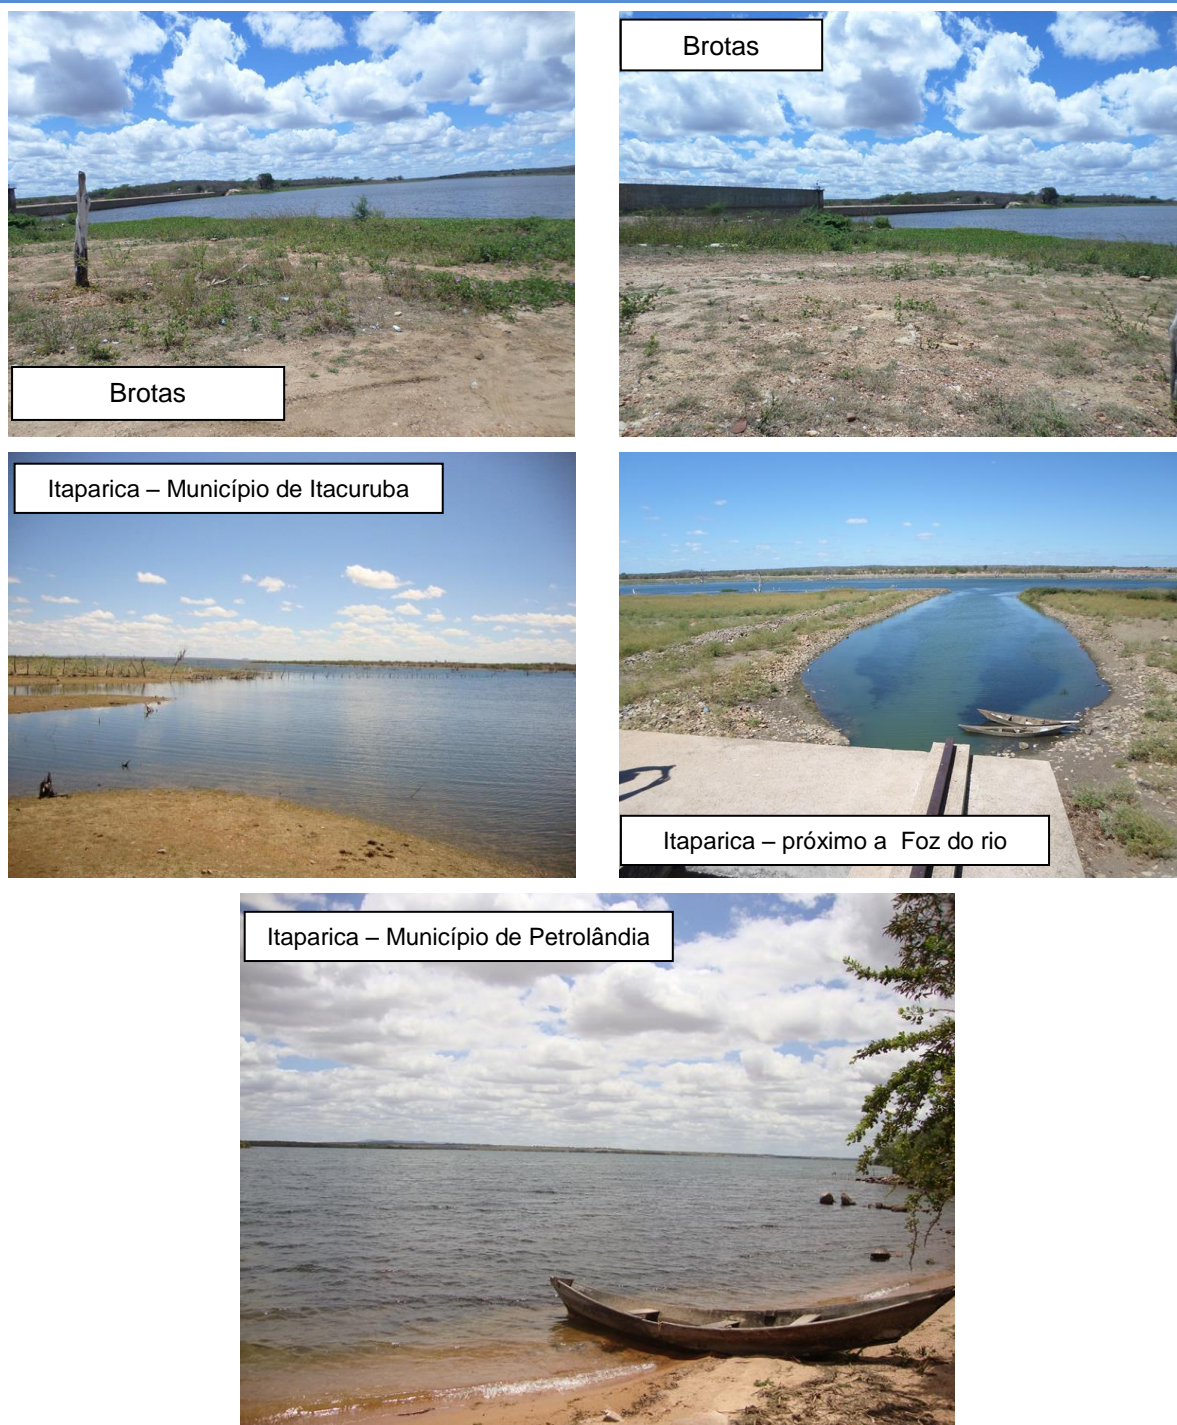 Brotas
Brotas
Itaparica – Município de Itacuruba
Itaparica – próximo a  Foz do rio
Itaparica – Município de Petrolândia